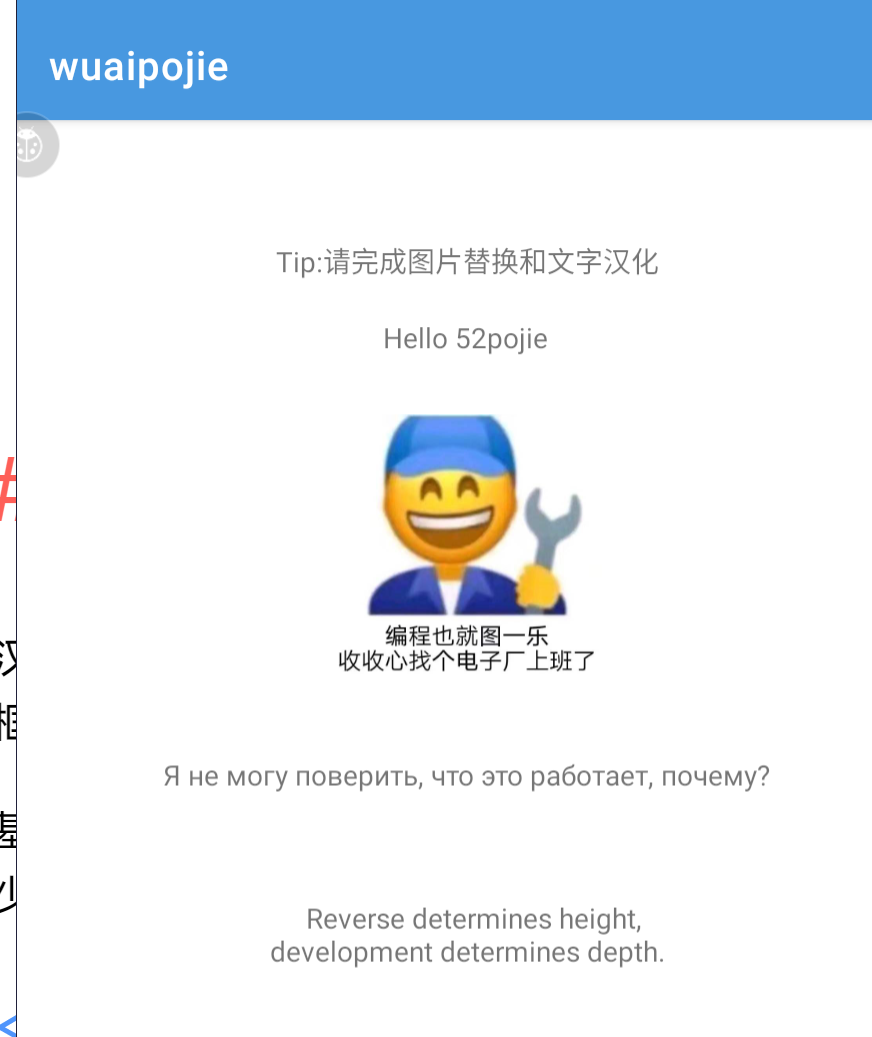 wuaipojie
Tip:请完成图片替换和文字汉化
Hello 52pojie
编程也就图一乐
收收心找个电子厂上班了
Я не могу поверить, что это работает, почему?
Reverse determines height,
development determines depth.